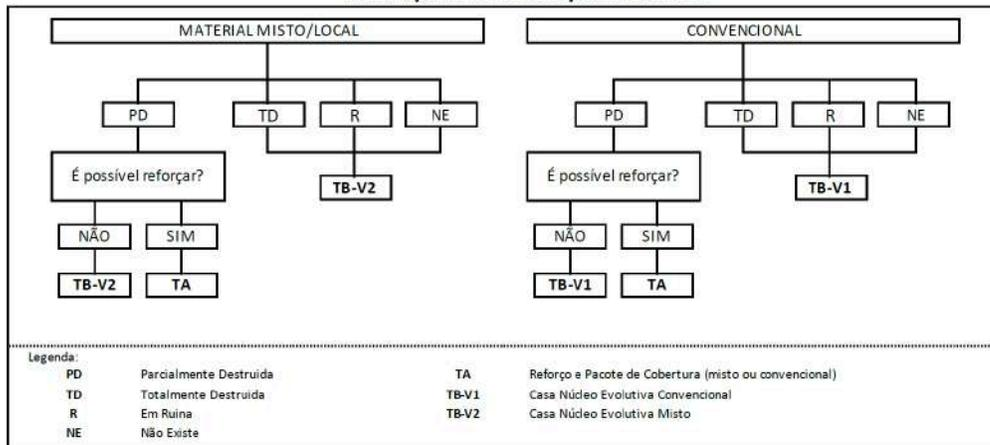 MATERIAL MISTO/LOCAL
PD TD R NE
É possível reforçar?
TB-V2
NÃO SIM
TB-V2 TA
CONVENCIONAL
PD TD R NE
É possível reforçar?
TB-V1
NÃO SIM
TB-V1 TA
Legenda:
PD Parcialmente Destruida TA Reforço e Pacote de Cobertura (misto ou convencional)
TD Totalmente Destruida TB-V1 Casa Núcleo Evolutiva Convencional
R Em Ruina TB-V2 Casa Núcleo Evolutiva Misto
NE Não Existe